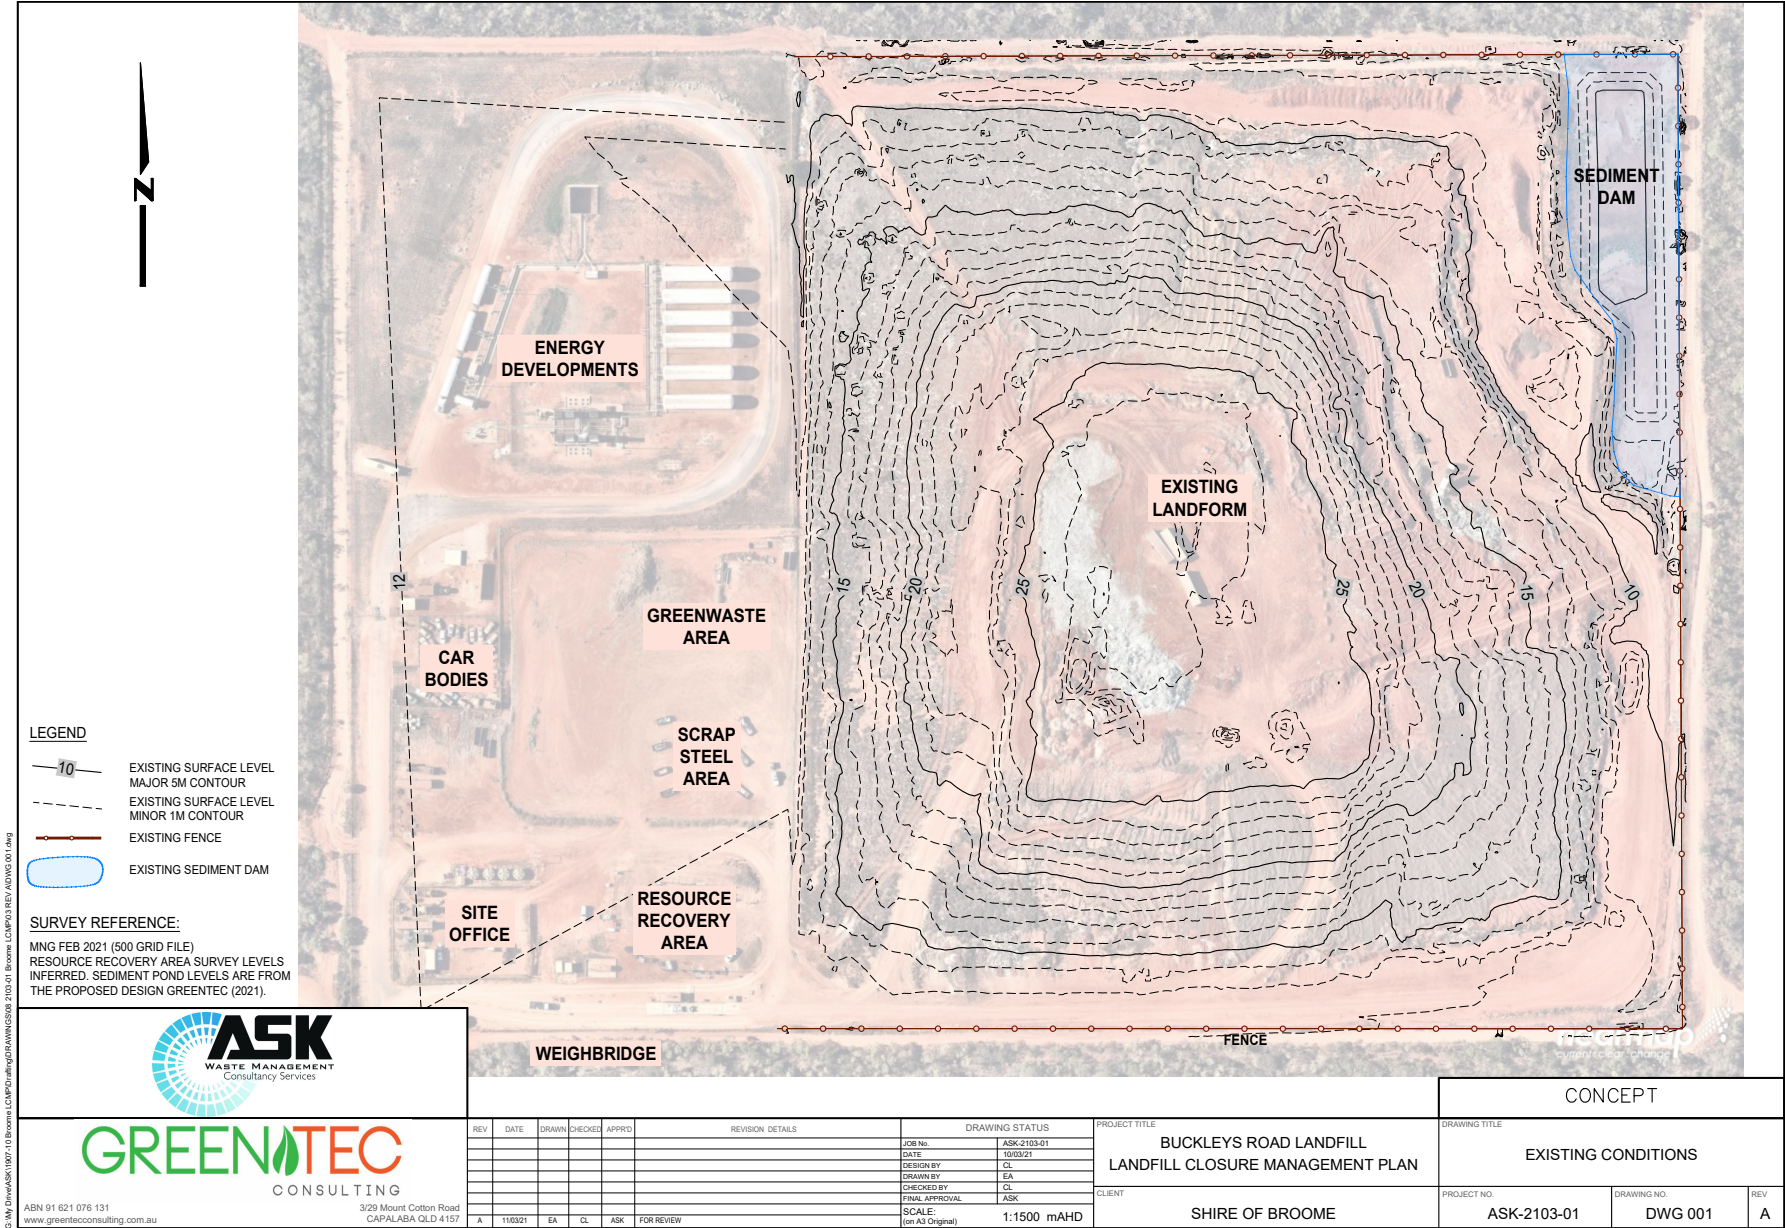 N
SEDIMENT
DAM
ENERGY
DEVELOPMENTS
EXISTING
LANDFORM
12
15
20
25
25
20
15
10
GREENWASTE
AREA
CAR
BODIES
SCRAP
STEEL
AREA
SITE
OFFICE
RESOURCE
RECOVERY
AREA
WEIGHBRIDGE
FENCE
current: clear: change
LEGEND
10
EXISTING SURFACE LEVEL
MAJOR 5M CONTOUR
EXISTING SURFACE LEVEL
MINOR 1M CONTOUR
EXISTING FENCE
EXISTING SEDIMENT DAM
SURVEY REFERENCE:
MNG FEB 2021 (500 GRID FILE)
RESOURCE RECOVERY AREA SURVEY LEVELS
INFERRED. SEDIMENT POND LEVELS ARE FROM
THE PROPOSED DESIGN GREENTEC (2021).
ASK
WASTE MANAGEMENT
Consultancy Services
GREENTEC
CONSULTING
ABN 91 621 076 131
www.greentecconsulting.com.au
3/29 Mount Cotton Road
CAPALABA QLD 4157
REV DATE DRAWN CHECKED APPR'D REVISION DETAILS
A 11/03/21 EA CL ASK FOR REVIEW
DRAWING STATUS
JOB No. ASK-2103-01
DATE 10/03/21
DESIGN BY CL
DRAWN BY EA
CHECKED BY CL
FINAL APPROVAL ASK
SCALE:
(on A3 Original) 1:1500 mAHD
PROJECT TITLE
BUCKLEYS ROAD LANDFILL
LANDFILL CLOSURE MANAGEMENT PLAN
CLIENT
SHIRE OF BROOME
CONCEPT
DRAWING TITLE
EXISTING CONDITIONS
PROJECT NO.
ASK-2103-01
DRAWING NO.
DWG 001
REV
A